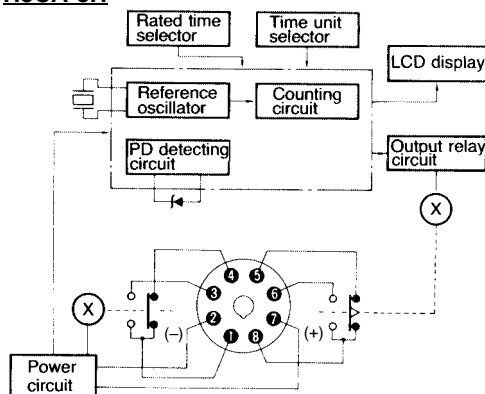 Rated time
selector
Time unit
selector
LCD display
Reference
oscillator
Counting
circuit
PD detecting
circuit
Output relay
circuit
X
4
5
3
6
X
2
7
(−)
(+)
1
8
Power
circuit